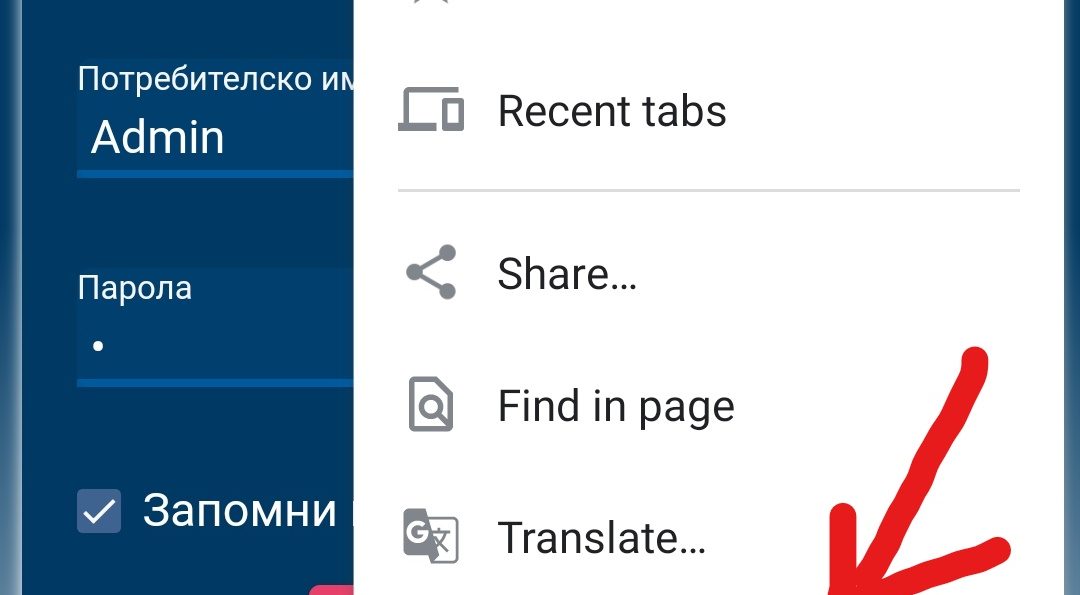 Потребителско им
Admin
Парола
Запомни
Recent tabs
Share...
Find in page
Translate...